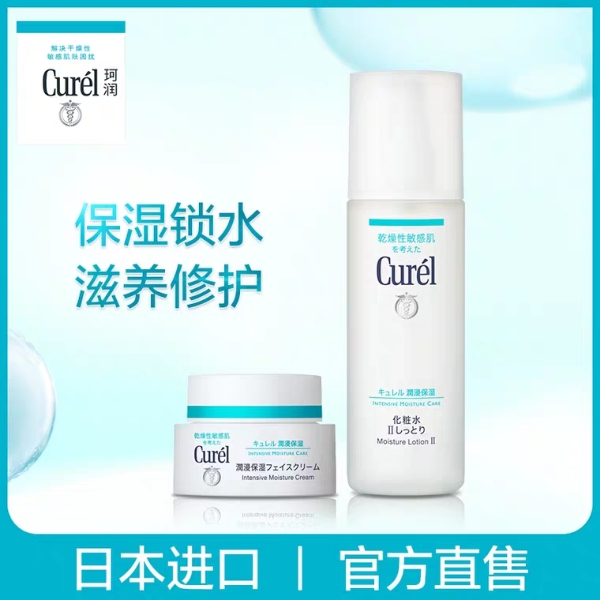 解决干燥性
敏感肌肤困扰
Curél 珂润
保湿锁水
滋养修护
乾燥性敏感肌
を考えた
Curél
キュレル 潤浸保湿
INTENSIVE MOISTURE CARE
化粧水
II しっとり
Moisture Lotion II
乾燥性敏感肌
を考えた
Curél
キュレル 潤浸保湿
INTENSIVE MOISTURE CARE
潤浸保湿フェイスクリーム
Intensive Moisture Cream
日本进口 | 官方直售